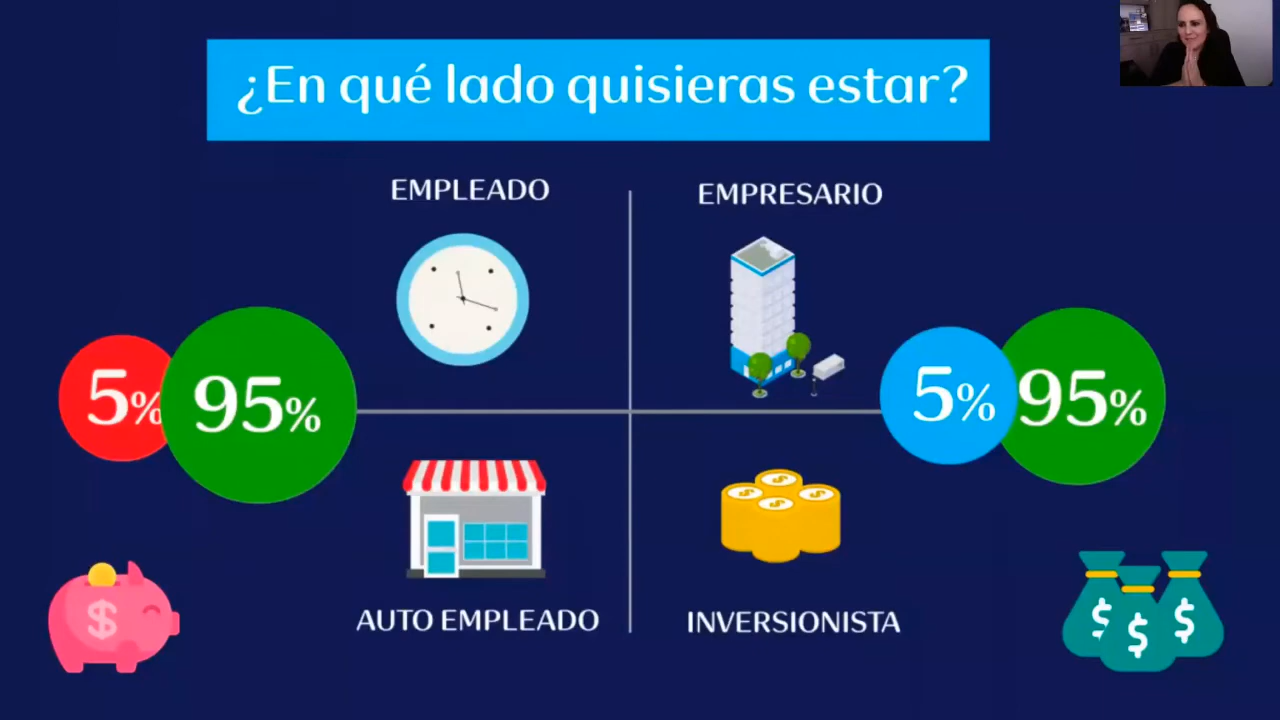 ¿En qué lado quisieras estar?
EMPLEADO
EMPRESARIO
5%
95%
5%
95%
AUTO EMPLEADO
INVERSIONISTA